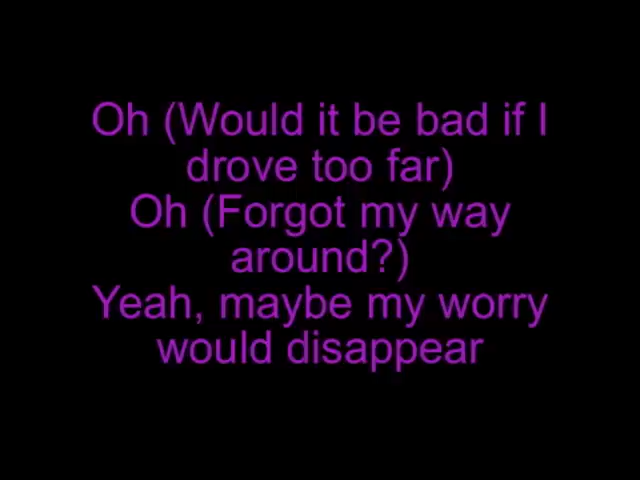 Oh (Would it be bad if I
drove too far)
Oh (Forgot my way
around?)
Yeah, maybe my worry
would disappear